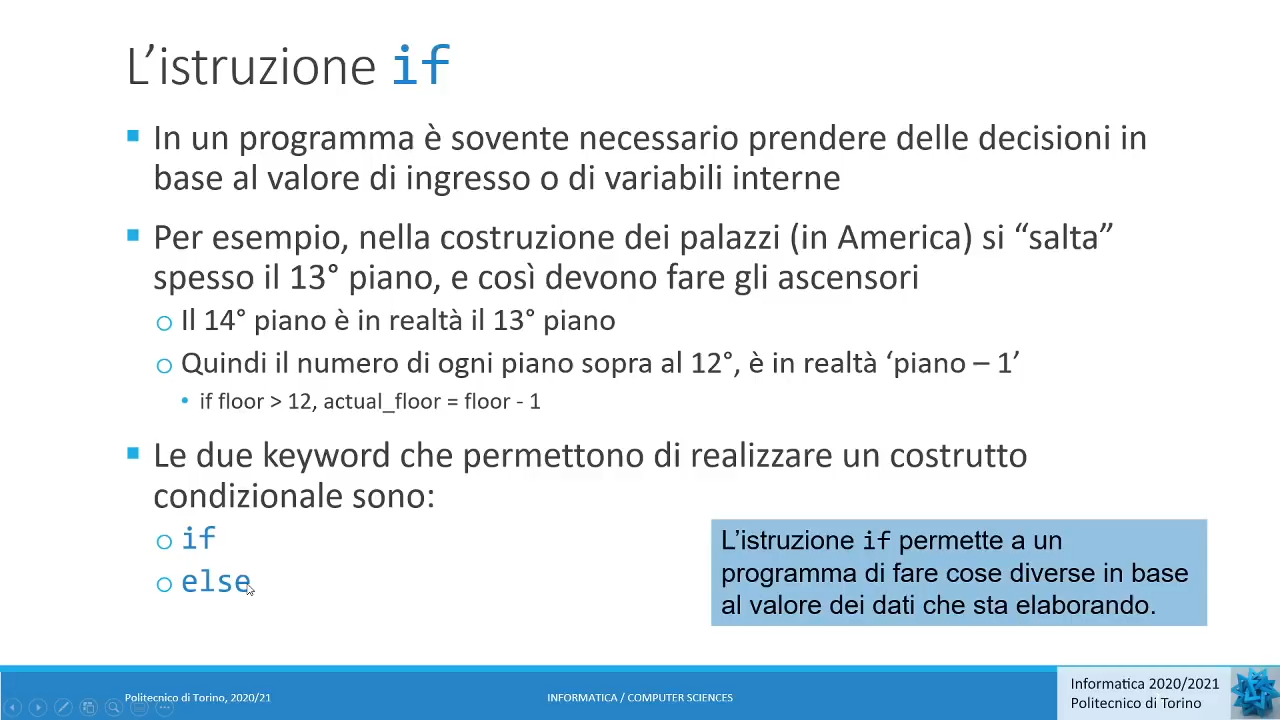 L’istruzione if
In un programma è sovente necessario prendere delle decisioni in
base al valore di ingresso o di variabili interne
Per esempio, nella costruzione dei palazzi (in America) si “salta”
spesso il 13° piano, e così devono fare gli ascensori
Il 14° piano è in realtà il 13° piano
Quindi il numero di ogni piano sopra al 12°, è in realtà ‘piano – 1’
if floor > 12, actual_floor = floor - 1
Le due keyword che permettono di realizzare un costrutto
condizionale sono:
if
else
L’istruzione if permette a un
programma di fare cose diverse in base
al valore dei dati che sta elaborando.
Politecnico di Torino, 2020/21
INFORMATICA / COMPUTER SCIENCES
Informatica 2020/2021
Politecnico di Torino